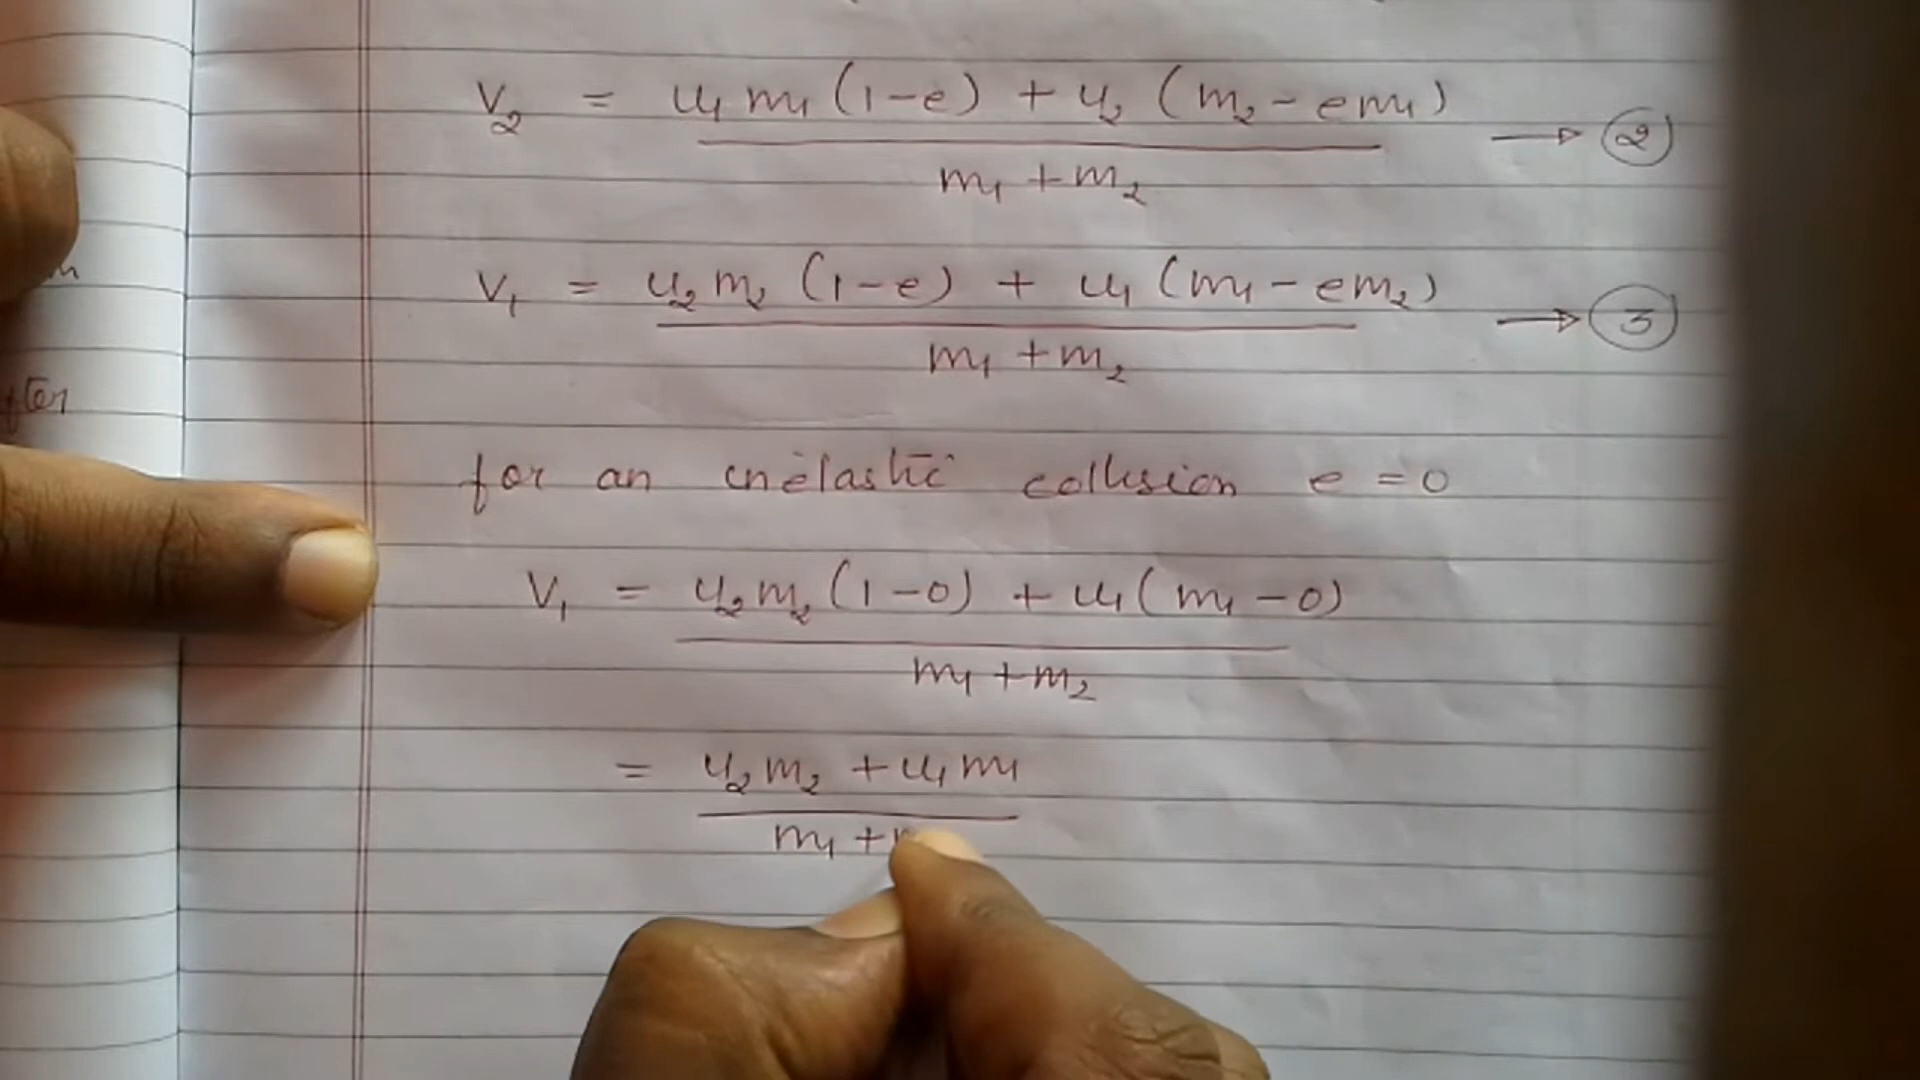 V₂ = u₁ m₁ (1-e) + u₂ (m₂ - em₁) → 2
m₁ + m₂
V₁ = u₂ m₂ (1-e) + u₁ (m₁ - em₂) → 3
m₁ + m₂
for an inelastic collision e = 0
V₁ = u₂ m₂ (1-0) + u₁ (m₁ - 0)
m₁ + m₂
= u₂ m₂ + u₁ m₁
m₁ +